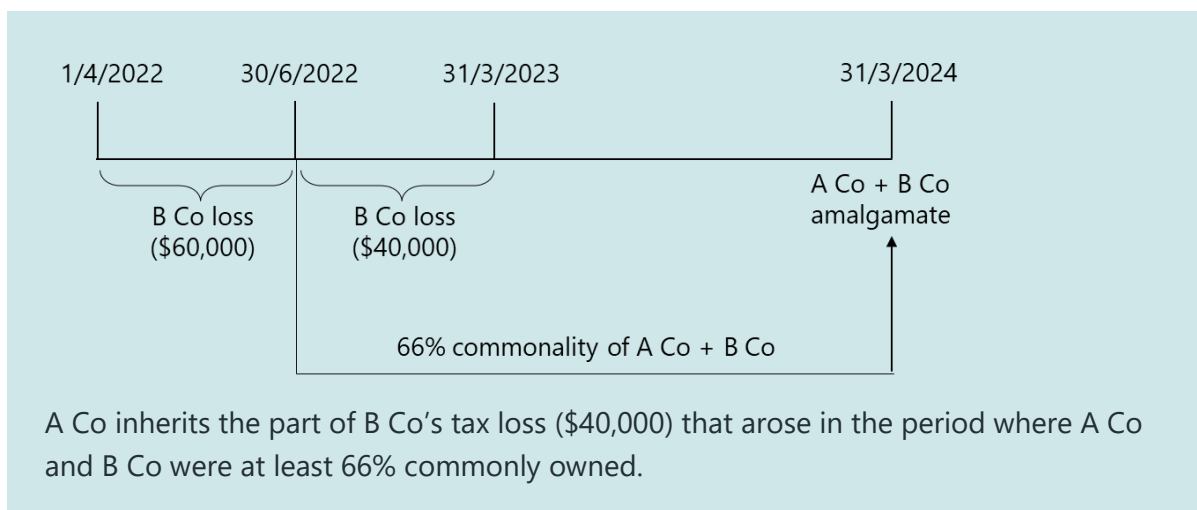 1/4/2022 30/6/2022 31/3/2023 31/3/2024
B Co loss
($60,000)
B Co loss
($40,000)
A Co + B Co
amalgamate
66% commonality of A Co + B Co
A Co inherits the part of B Co’s tax loss ($40,000) that arose in the period where A Co
and B Co were at least 66% commonly owned.